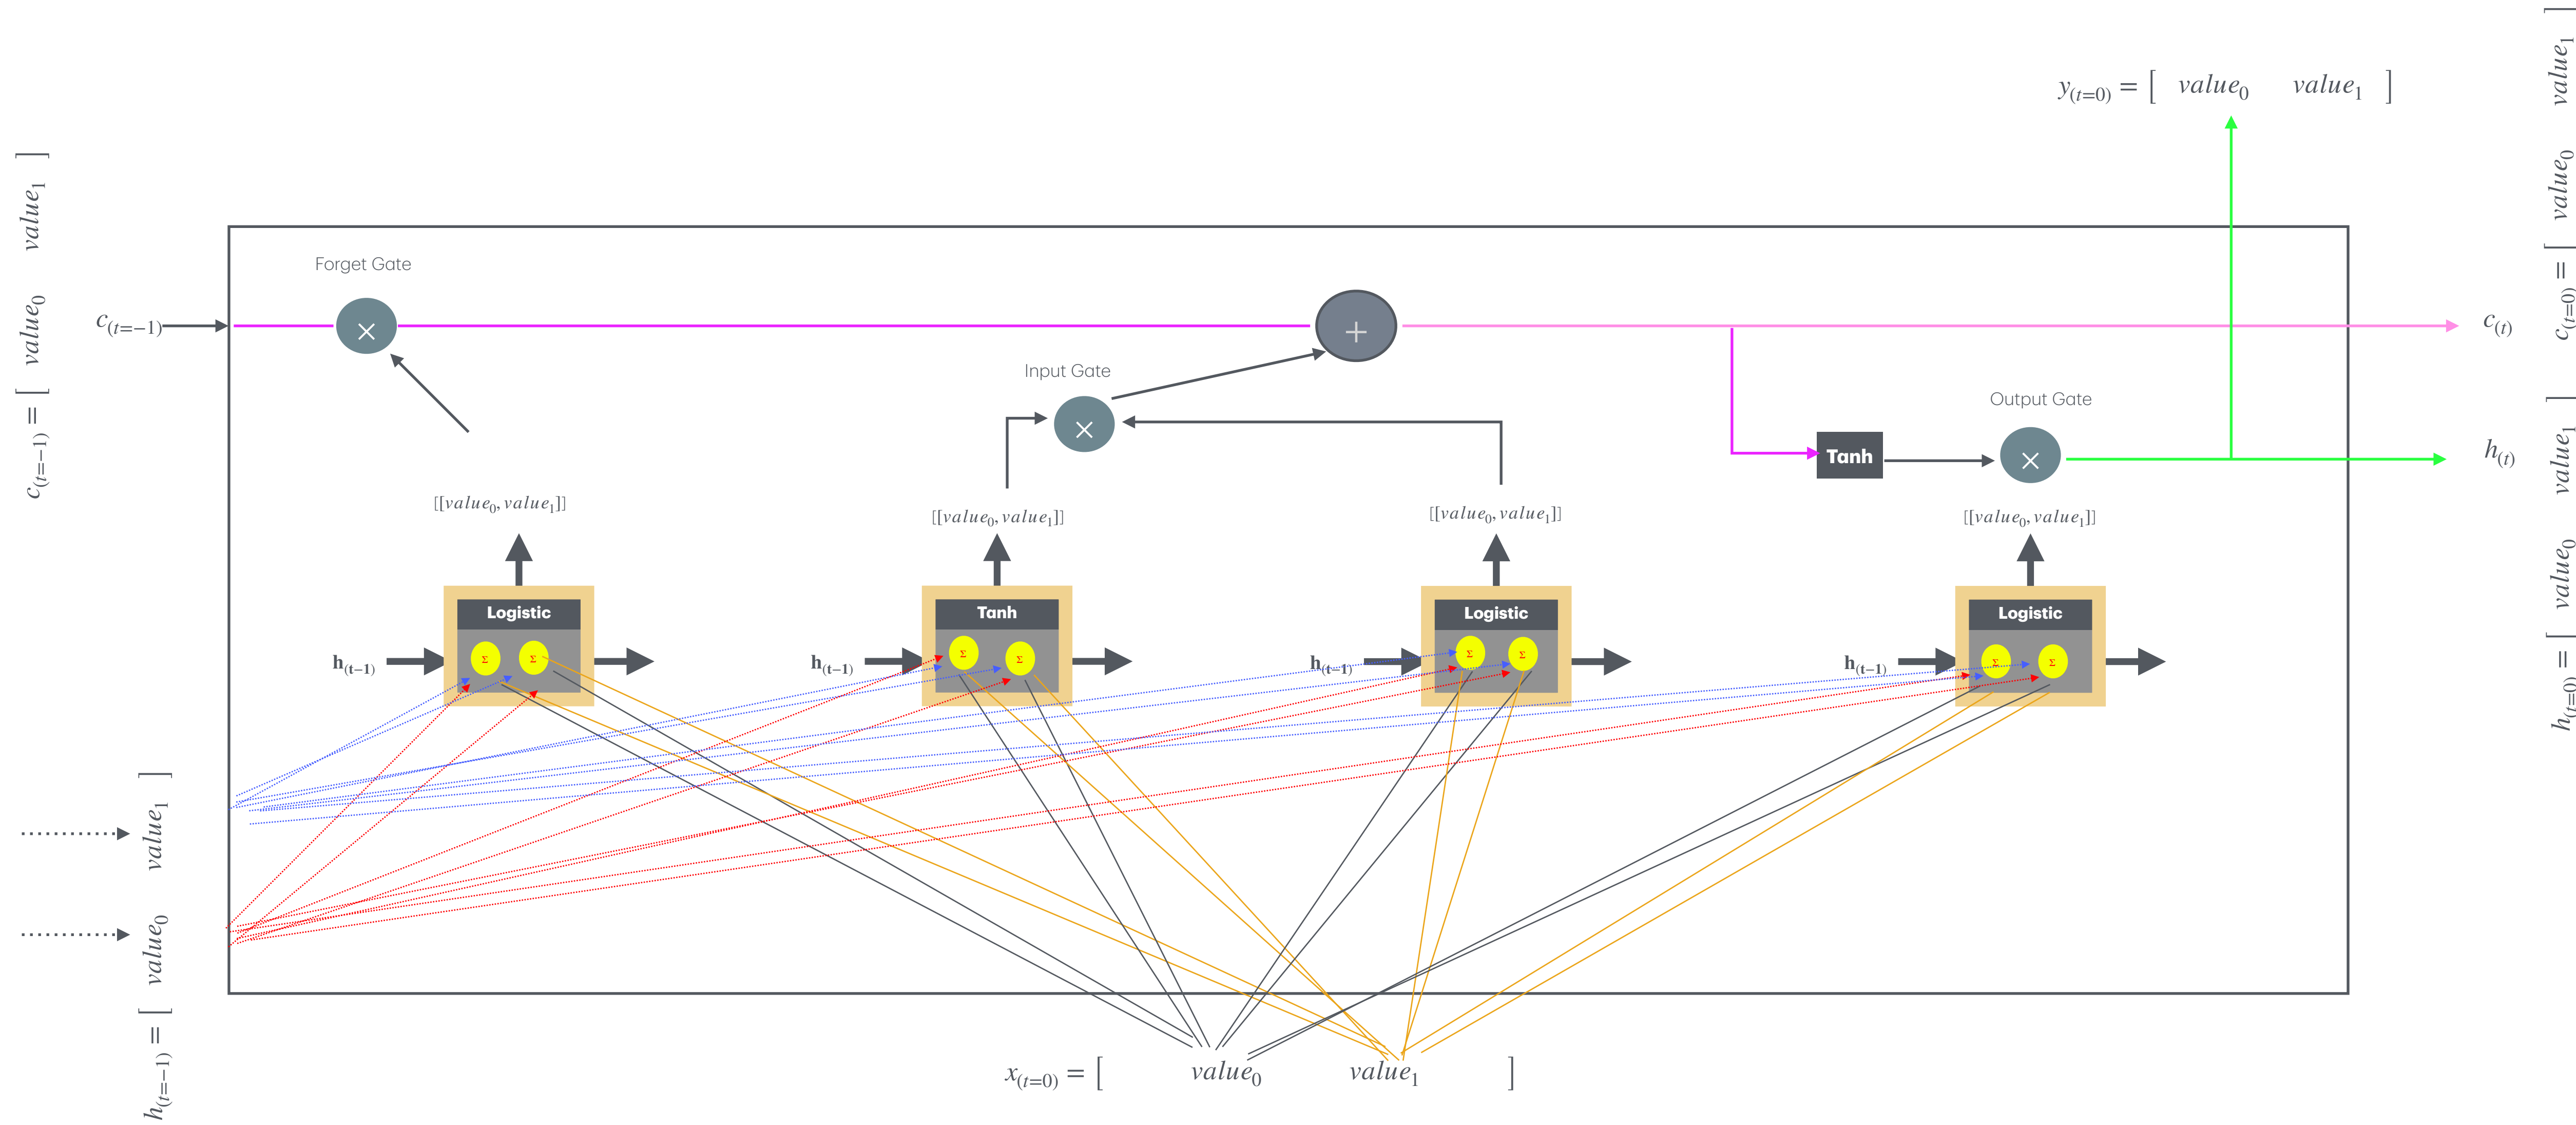 y(t=0) = [ value0 value1 ]
c(t=−1) = [ value0 value1 ]
c(t=0) = [ value0 value1 ]
Forget Gate
c(t=−1)
×
+
c(t)
Input Gate
×
Output Gate
Tanh
×
h(t)
h(t=0) = [ value0 value1 ]
[[value0, value1]]
[[value0, value1]]
[[value0, value1]]
[[value0, value1]]
Logistic
Tanh
Logistic
Logistic
h(t−1)
Σ Σ
h(t−1)
Σ Σ
h(t−1)
Σ Σ
h(t−1)
Σ Σ
h(t=−1) = [ value0 value1 ]
x(t=0) = [ value0 value1 ]